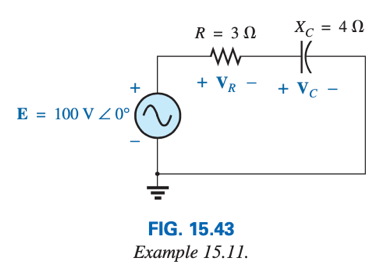 R = 3 Ω
X_C = 4 Ω
+ V_R −
+ V_C −
+
E = 100 V ∠ 0°
−
FIG. 15.43
Example 15.11.